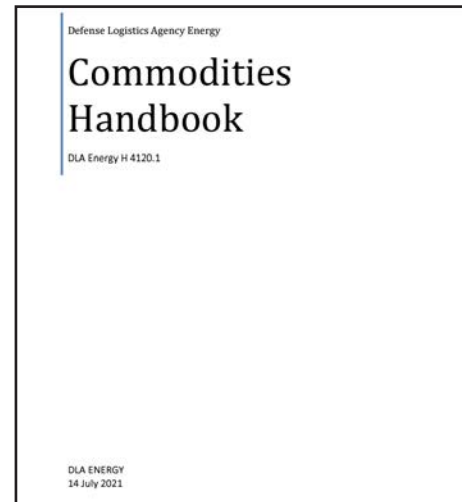 Defense Logistics Agency Energy
Commodities
Handbook
DLA Energy H 4120.1
DLA ENERGY
14 July 2021